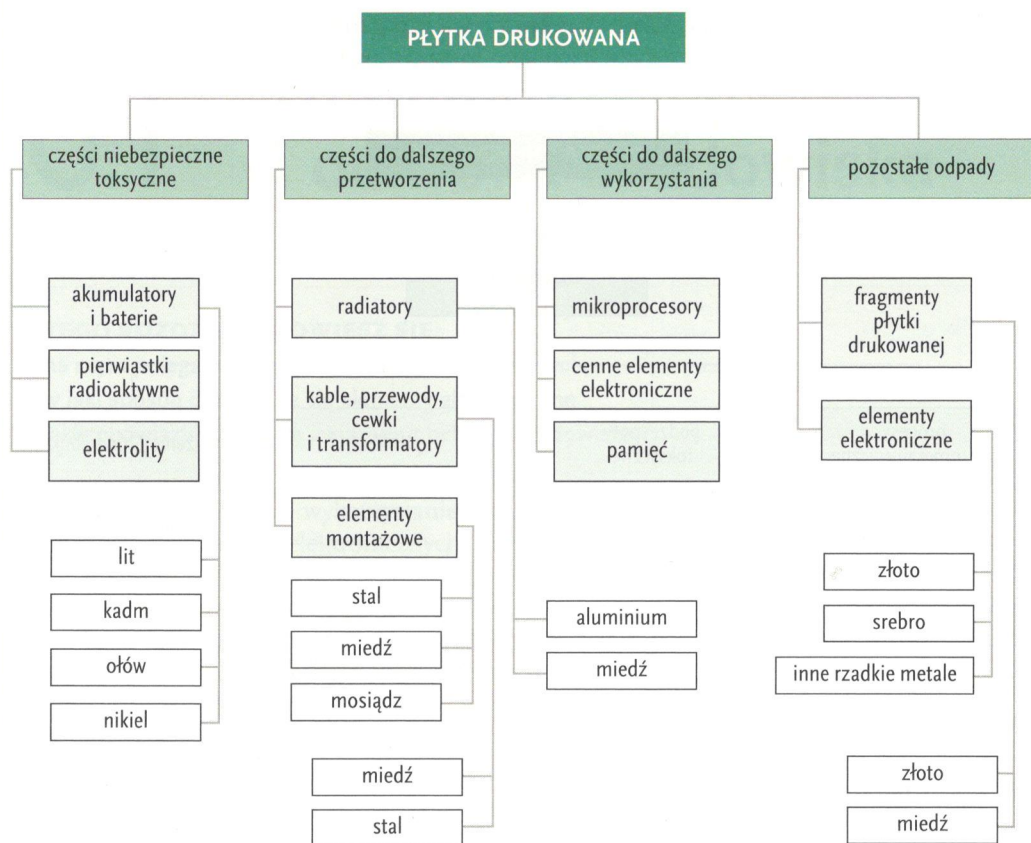 PŁYTKA DRUKOWANA
części niebezpieczne
toksyczne
części do dalszego
przetworzenia
części do dalszego
wykorzystania
pozostałe odpady
akumulatory
i baterie
pierwiastki
radioaktywne
elektrolity
lit
kadm
ołów
nikiel
radiatory
kable, przewody,
cewki
i transformatory
elementy
montażowe
stal
miedź
mosiądz
miedź
stal
mikroprocesory
cenne elementy
elektroniczne
pamięć
aluminium
miedź
fragmenty
płytki
drukowanej
elementy
elektroniczne
złoto
srebro
inne rzadkie metale
złoto
miedź